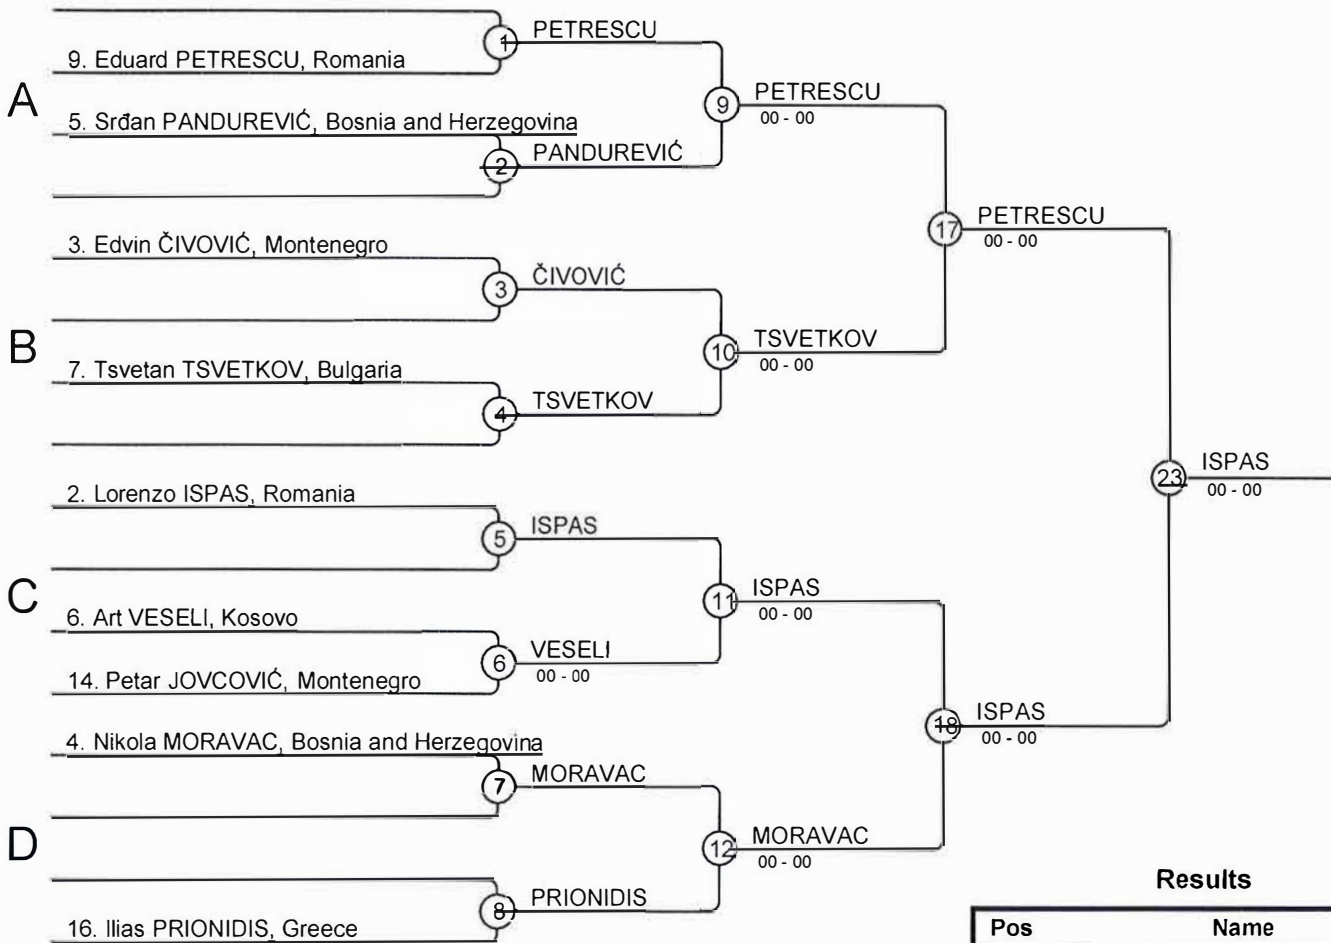 1 PETRESCU
9. Eduard PETRESCU, Romania
A
9 PETRESCU
00 - 00
5. Srđan PANDUREVIĆ, Bosnia and Herzegovina
2 PANDUREVIĆ
17 PETRESCU
00 - 00
3. Edvin ČIVOVIĆ, Montenegro
3 ČIVOVIĆ
B
10 TSVETKOV
00 - 00
7. Tsvetan TSVETKOV, Bulgaria
4 TSVETKOV
23 ISPAS
00 - 00
2. Lorenzo ISPAS, Romania
5 ISPAS
C
11 ISPAS
00 - 00
6. Art VESELI, Kosovo
6 VESELI
00 - 00
14. Petar JOVCOVIĆ, Montenegro
18 ISPAS
00 - 00
4. Nikola MORAVAC, Bosnia and Herzegovina
7 MORAVAC
D
12 MORAVAC
00 - 00
8 PRIONIDIS
16. Ilias PRIONIDIS, Greece
Results
Pos Name